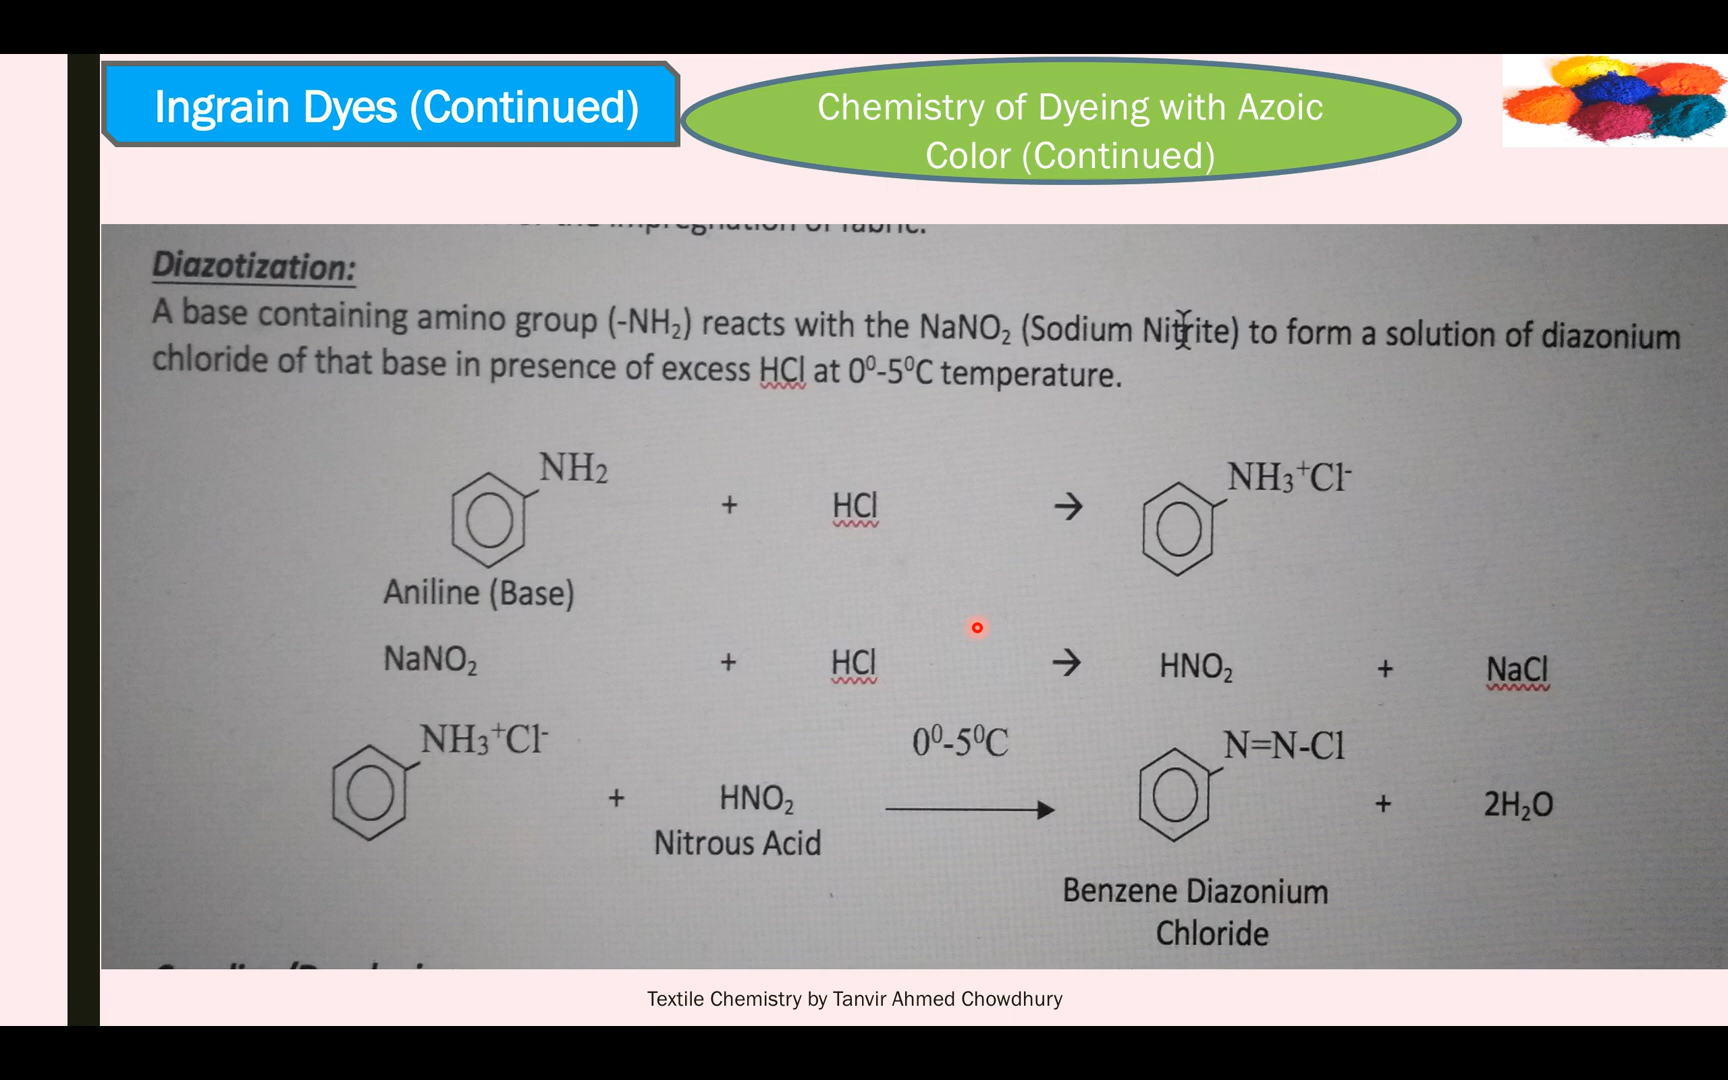 Ingrain Dyes (Continued)
Chemistry of Dyeing with Azoic
Color (Continued)
impregnation of fabric.
Diazotization:
A base containing amino group (-NH₂) reacts with the NaNO₂ (Sodium Nitrite) to form a solution of diazonium
chloride of that base in presence of excess HCl at 0⁰-5⁰C temperature.
NH₂ + HCl → NH₃⁺Cl⁻
Aniline (Base)
NaNO₂ + HCl → HNO₂ + NaCl
NH₃⁺Cl⁻ + HNO₂ 0⁰-5⁰C N=N-Cl + 2H₂O
Nitrous Acid
Benzene Diazonium
Chloride
Textile Chemistry by Tanvir Ahmed Chowdhury